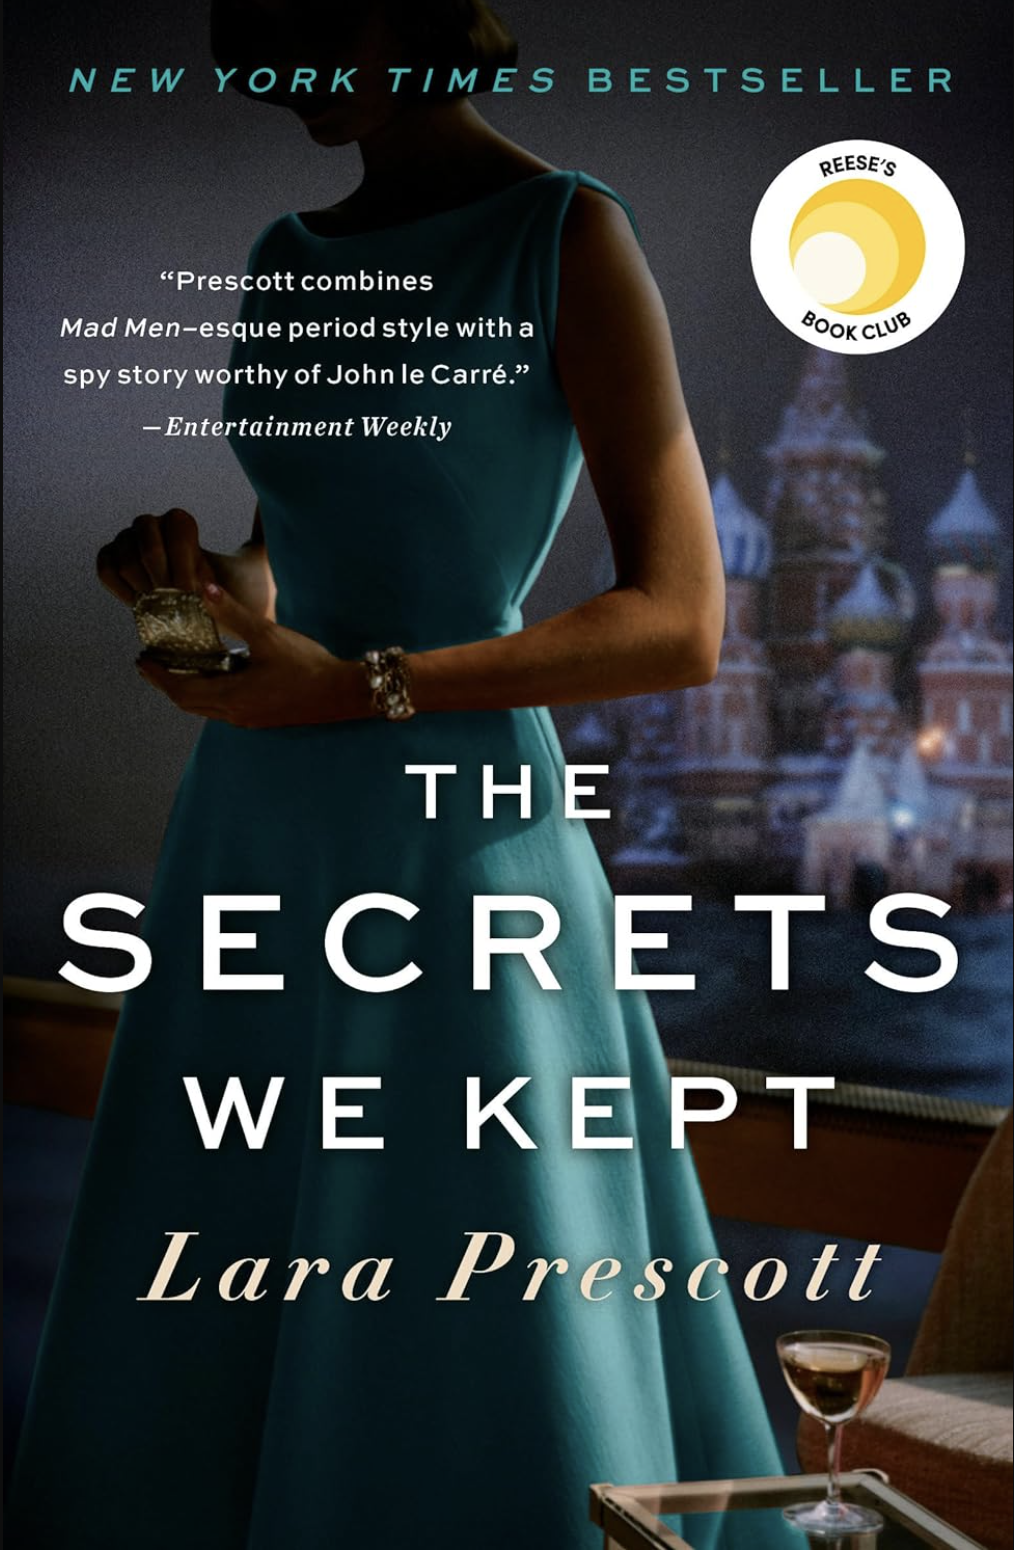 NEW YORK TIMES BESTSELLER
REESE'S
BOOK CLUB
“Prescott combines
Mad Men–esque period style with a
spy story worthy of John le Carré.”
—Entertainment Weekly
THE
SECRETS
WE KEPT
Lara Prescott